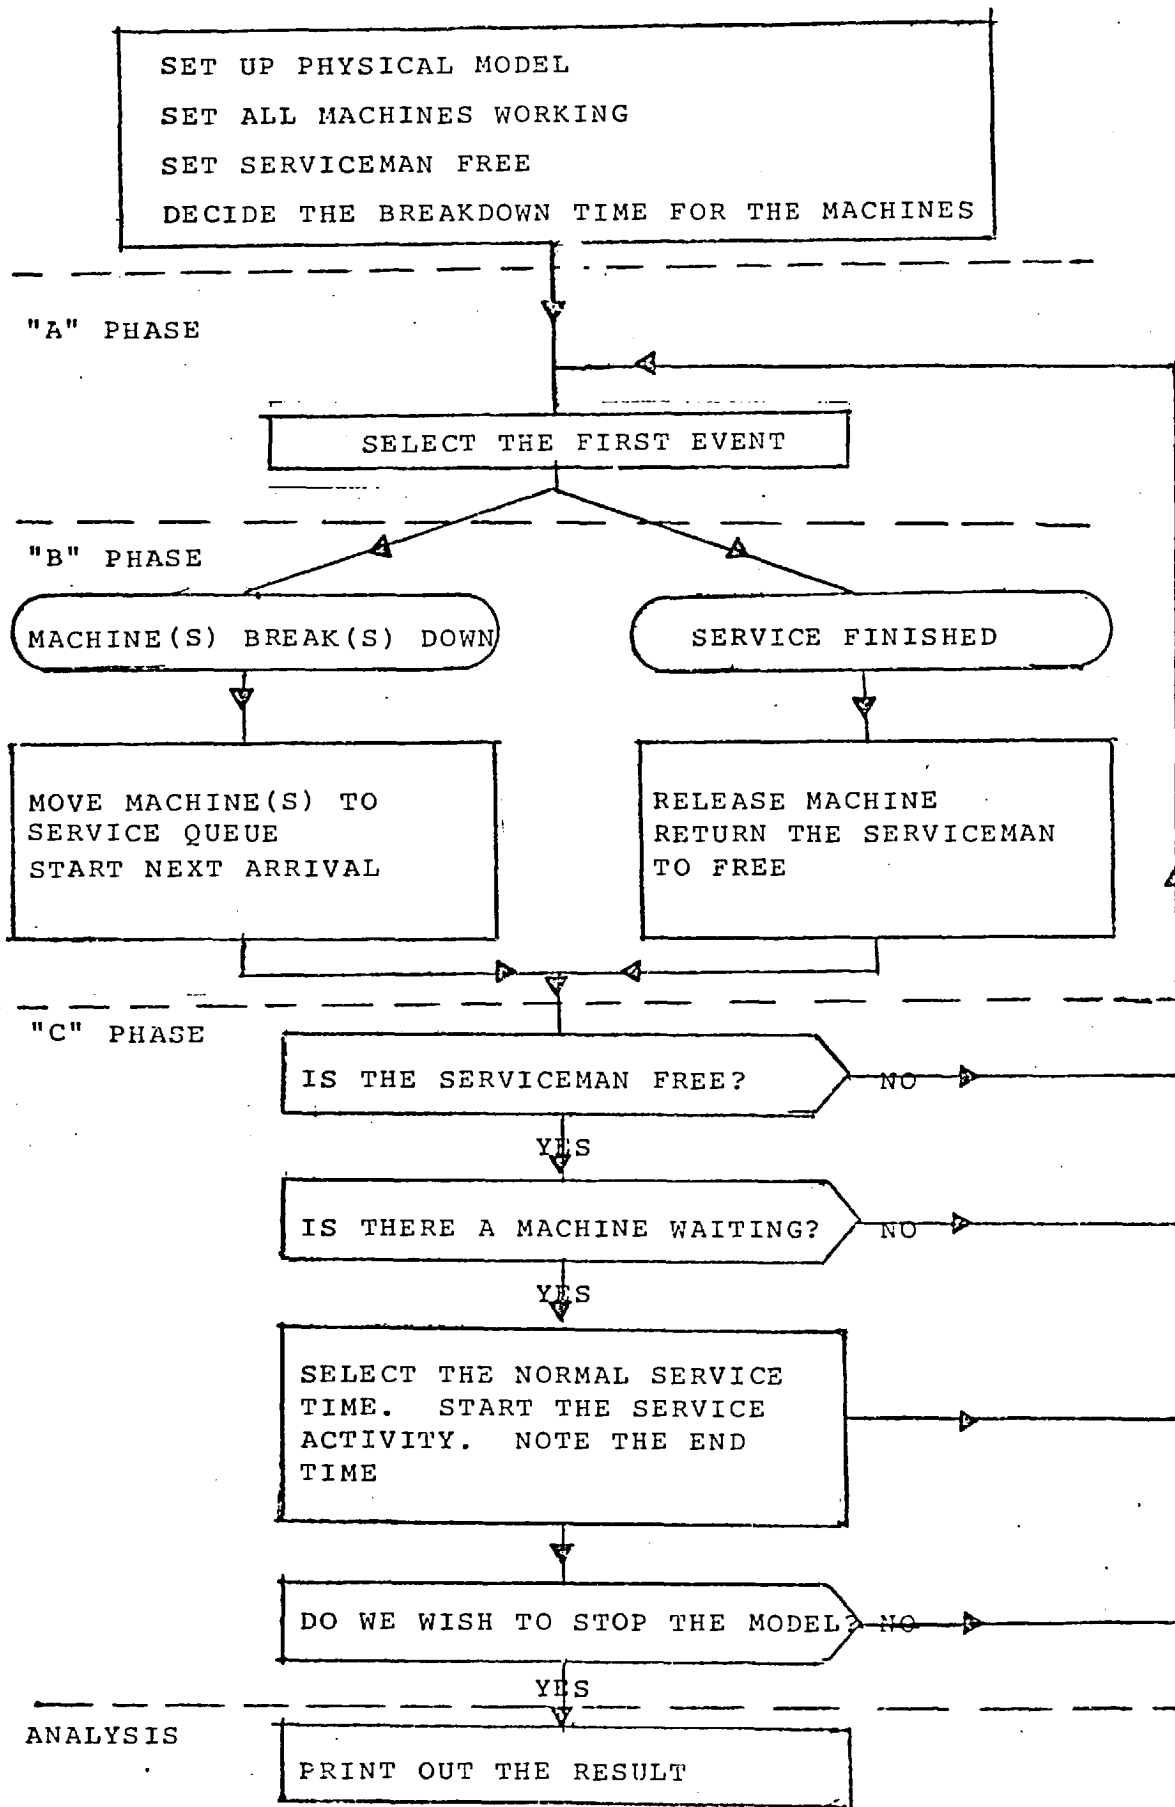 SET UP PHYSICAL MODEL
SET ALL MACHINES WORKING
SET SERVICEMAN FREE
DECIDE THE BREAKDOWN TIME FOR THE MACHINES
"A" PHASE
SELECT THE FIRST EVENT
"B" PHASE
MACHINE(S) BREAK(S) DOWN
SERVICE FINISHED
MOVE MACHINE(S) TO
SERVICE QUEUE
START NEXT ARRIVAL
RELEASE MACHINE
RETURN THE SERVICEMAN
TO FREE
"C" PHASE
IS THE SERVICEMAN FREE?
NO
YES
IS THERE A MACHINE WAITING?
NO
YES
SELECT THE NORMAL SERVICE
TIME. START THE SERVICE
ACTIVITY. NOTE THE END
TIME
DO WE WISH TO STOP THE MODEL?
NO
YES
ANALYSIS
PRINT OUT THE RESULT